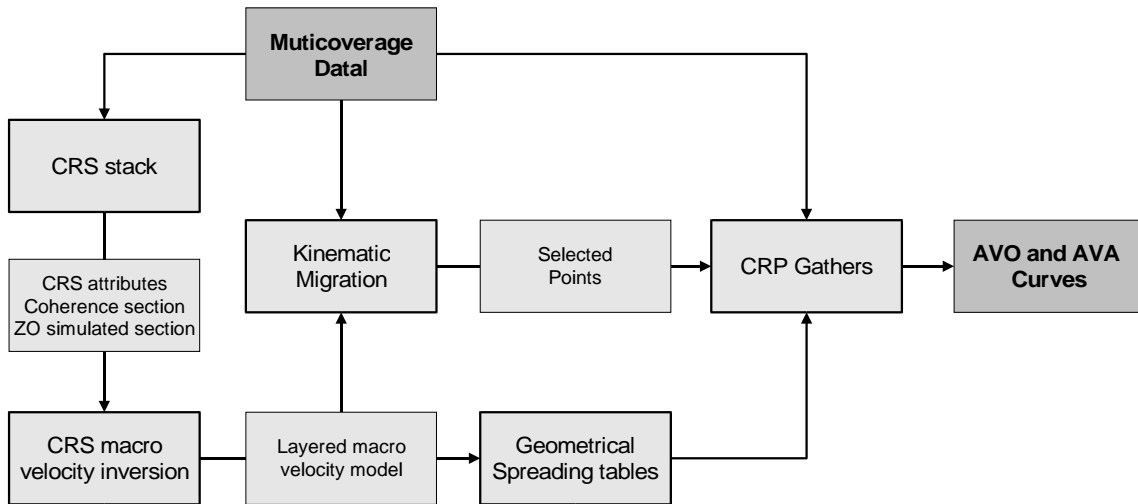 Muticoverage
Datal
CRS stack
CRS attributes
Coherence section
ZO simulated section
Kinematic
Migration
Selected
Points
CRP Gathers
AVO and AVA
Curves
CRS macro
velocity inversion
Layered macro
velocity model
Geometrical
Spreading tables